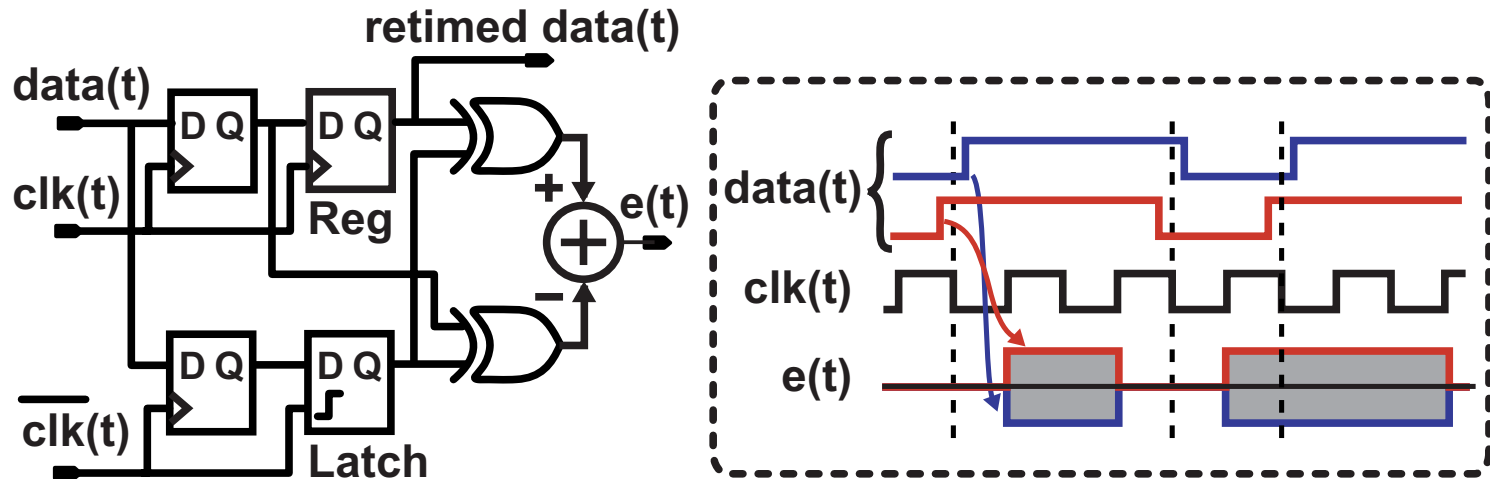 retimed data(t)
data(t)
D Q
D Q
clk(t)
Reg
+
e(t)
−
D Q
D Q
clk(t)
Latch
data(t)
clk(t)
e(t)